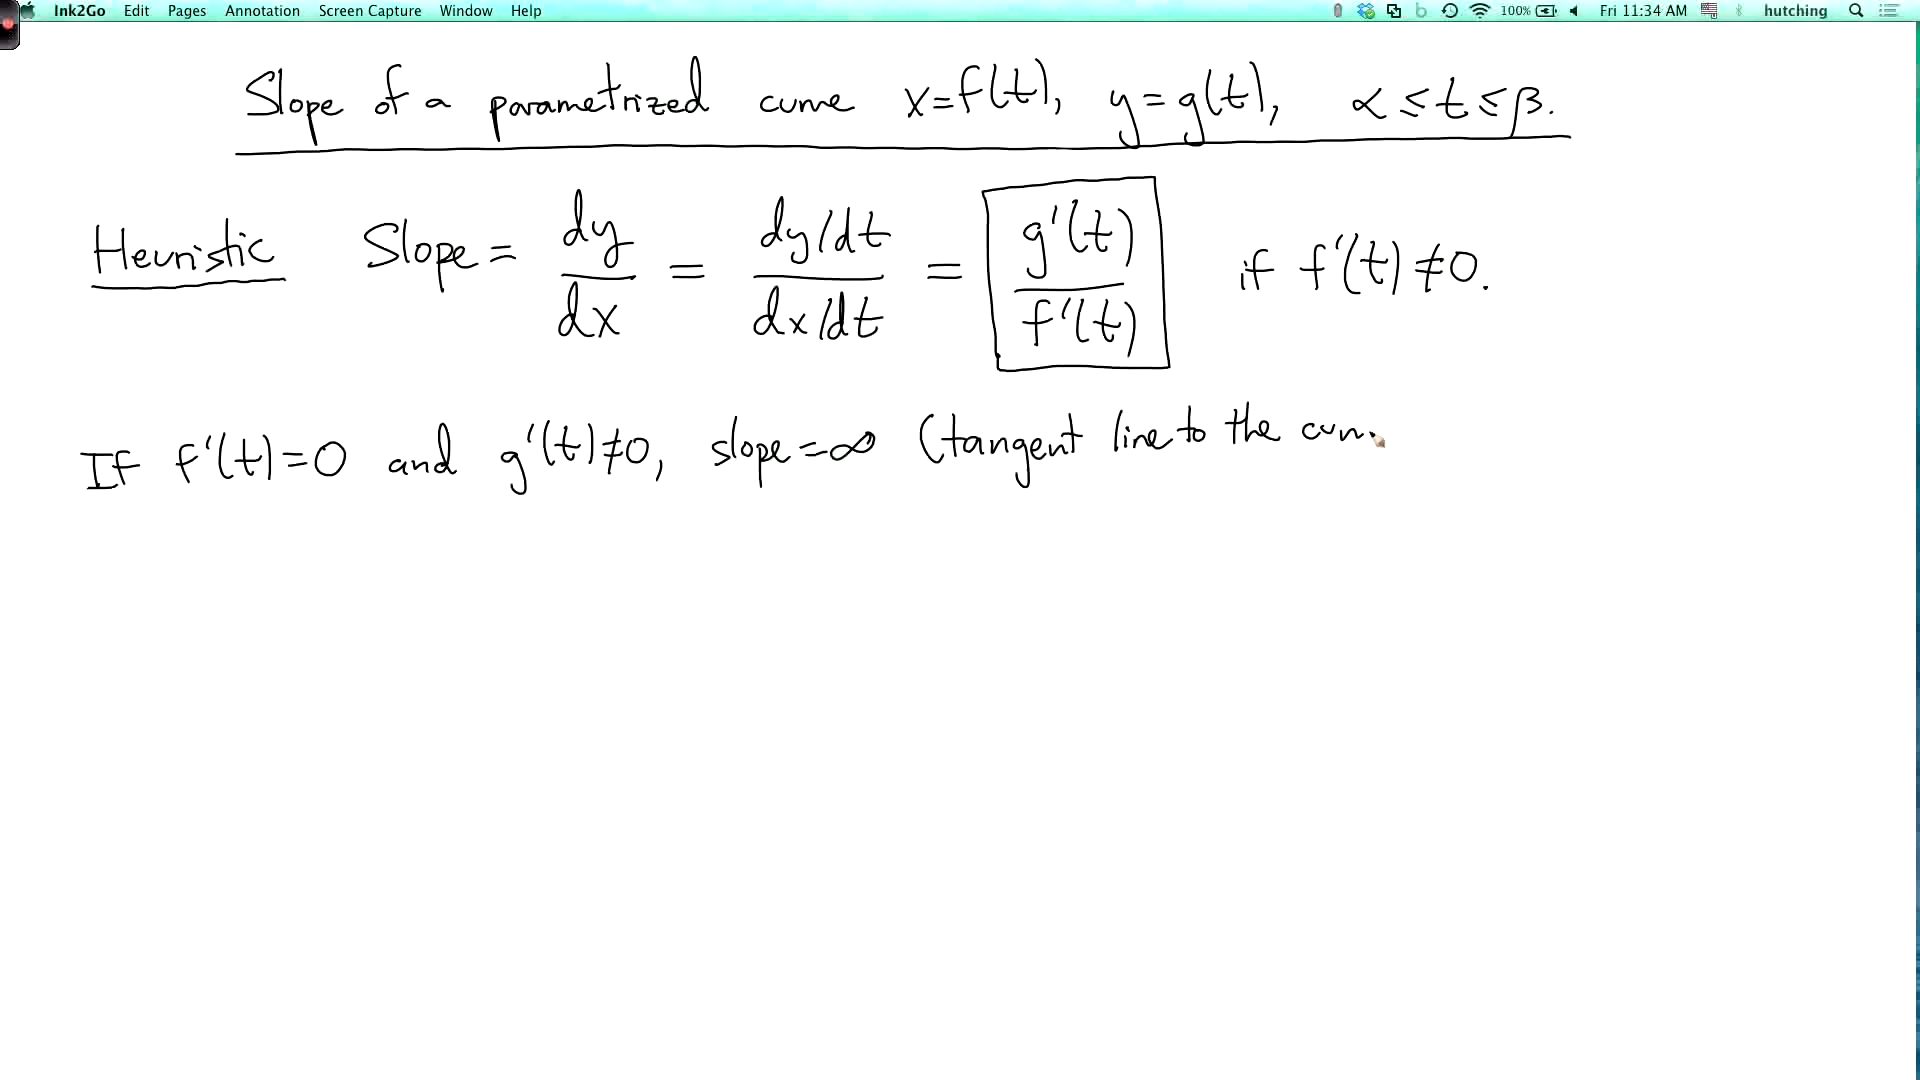 Ink2Go Edit Pages Annotation Screen Capture Window Help 100% Fri 11:34 AM hutching
Slope of a parametrized curve x=f(t), y=g(t), α≤t≤β.
Heuristic Slope = dy/dx = (dy/dt)/(dx/dt) = g'(t)/f'(t) if f'(t)≠0.
If f'(t)=0 and g'(t)≠0, slope=∞ (tangent line to the curv